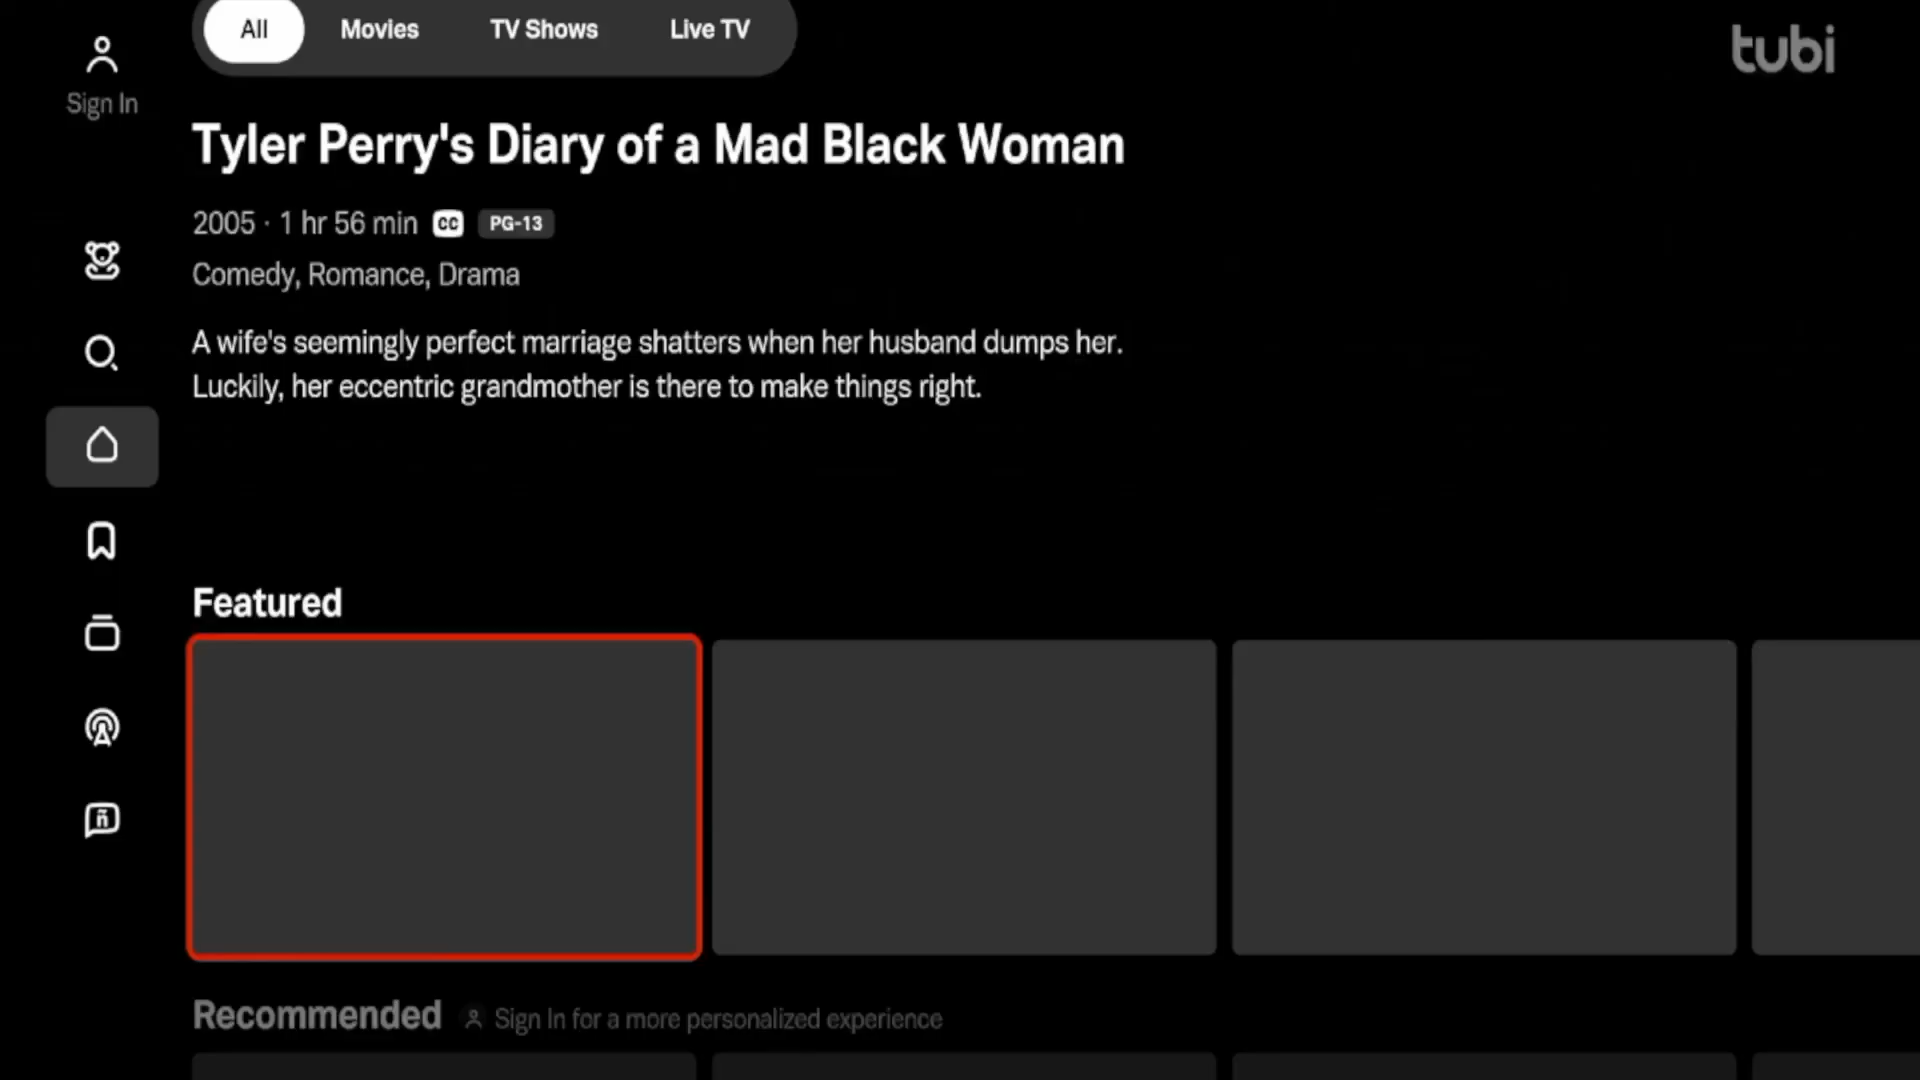 All
Movies
TV Shows
Live TV
tubi
Sign In
Tyler Perry's Diary of a Mad Black Woman
2005 · 1 hr 56 min CC PG-13
Comedy, Romance, Drama
A wife's seemingly perfect marriage shatters when her husband dumps her.
Luckily, her eccentric grandmother is there to make things right.
ñ
Featured
Recommended Sign In for a more personalized experience